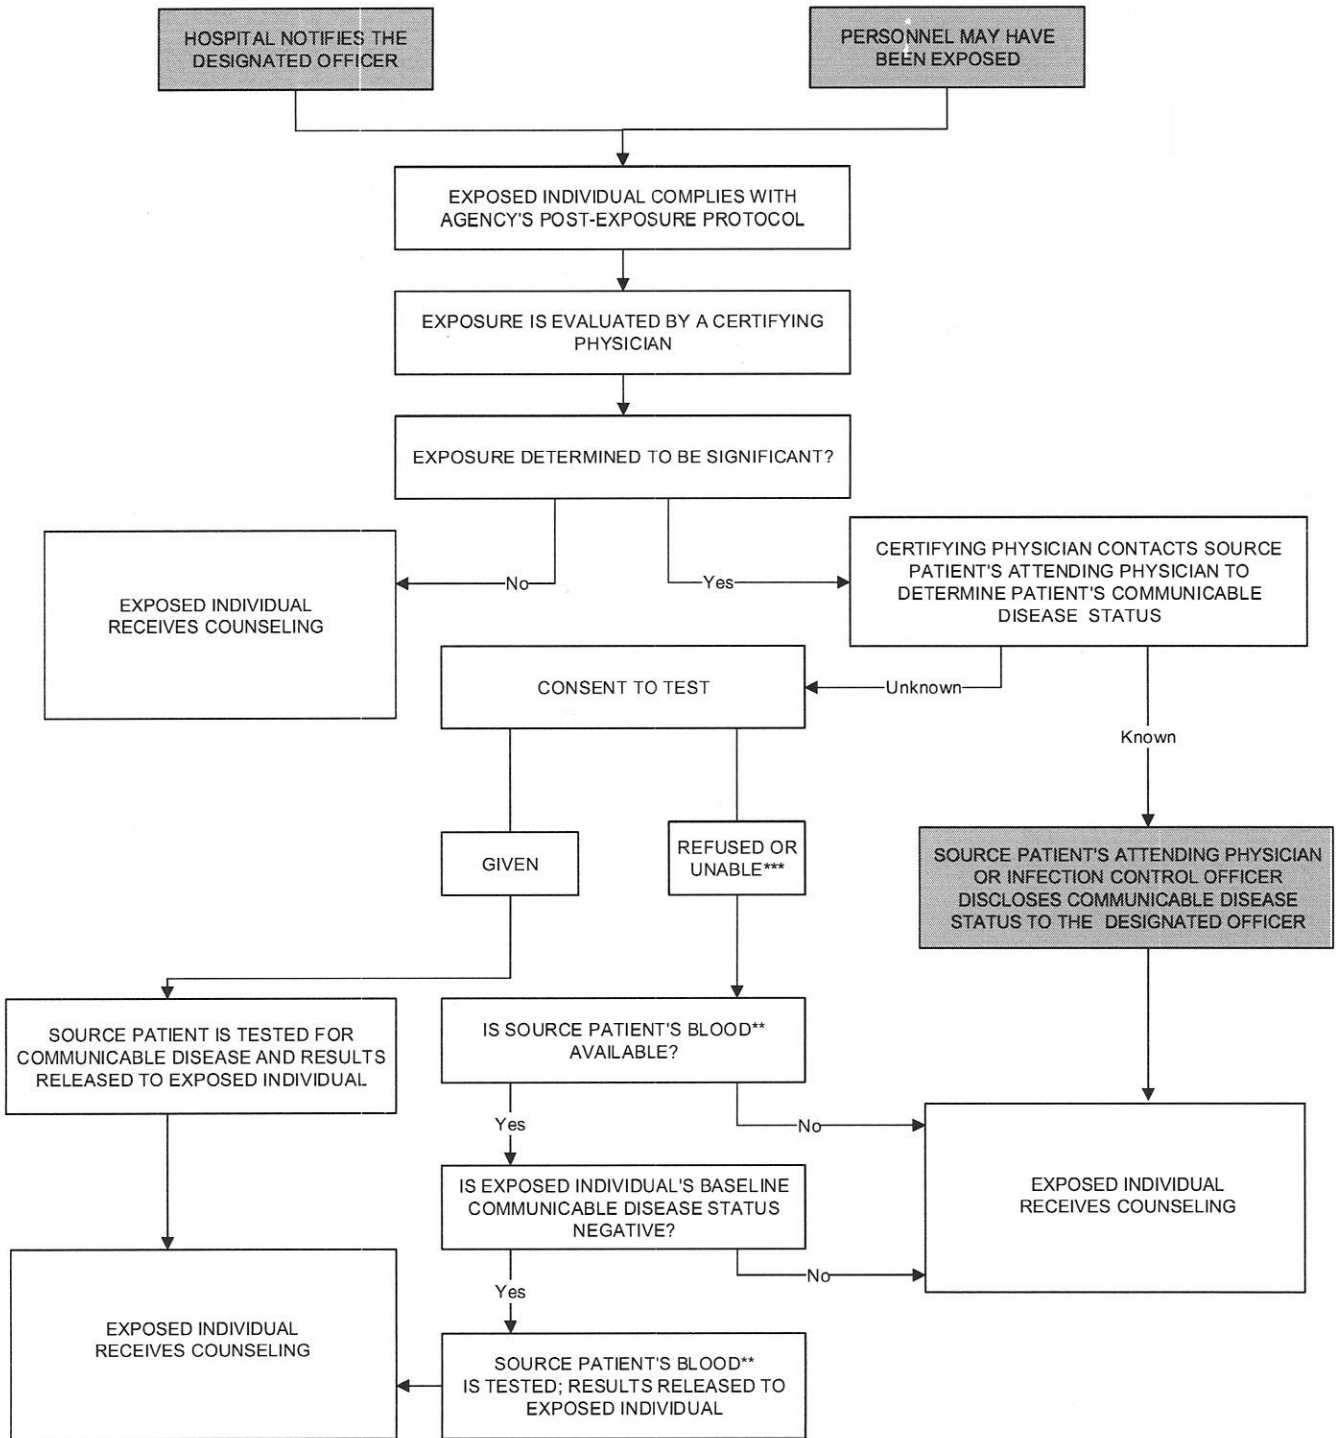 HOSPITAL NOTIFIES THE
DESIGNATED OFFICER
PERSONNEL MAY HAVE
BEEN EXPOSED
EXPOSED INDIVIDUAL COMPLIES WITH
AGENCY'S POST-EXPOSURE PROTOCOL
EXPOSURE IS EVALUATED BY A CERTIFYING
PHYSICIAN
EXPOSURE DETERMINED TO BE SIGNIFICANT?
No
Yes
EXPOSED INDIVIDUAL
RECEIVES COUNSELING
CERTIFYING PHYSICIAN CONTACTS SOURCE
PATIENT'S ATTENDING PHYSICIAN TO
DETERMINE PATIENT'S COMMUNICABLE
DISEASE STATUS
CONSENT TO TEST
Unknown
Known
GIVEN
REFUSED OR
UNABLE***
SOURCE PATIENT'S ATTENDING PHYSICIAN
OR INFECTION CONTROL OFFICER
DISCLOSES COMMUNICABLE DISEASE
STATUS TO THE DESIGNATED OFFICER
SOURCE PATIENT IS TESTED FOR
COMMUNICABLE DISEASE AND RESULTS
RELEASED TO EXPOSED INDIVIDUAL
IS SOURCE PATIENT'S BLOOD**
AVAILABLE?
Yes
No
IS EXPOSED INDIVIDUAL'S BASELINE
COMMUNICABLE DISEASE STATUS
NEGATIVE?
EXPOSED INDIVIDUAL
RECEIVES COUNSELING
Yes
No
EXPOSED INDIVIDUAL
RECEIVES COUNSELING
SOURCE PATIENT'S BLOOD**
IS TESTED; RESULTS RELEASED TO
EXPOSED INDIVIDUAL